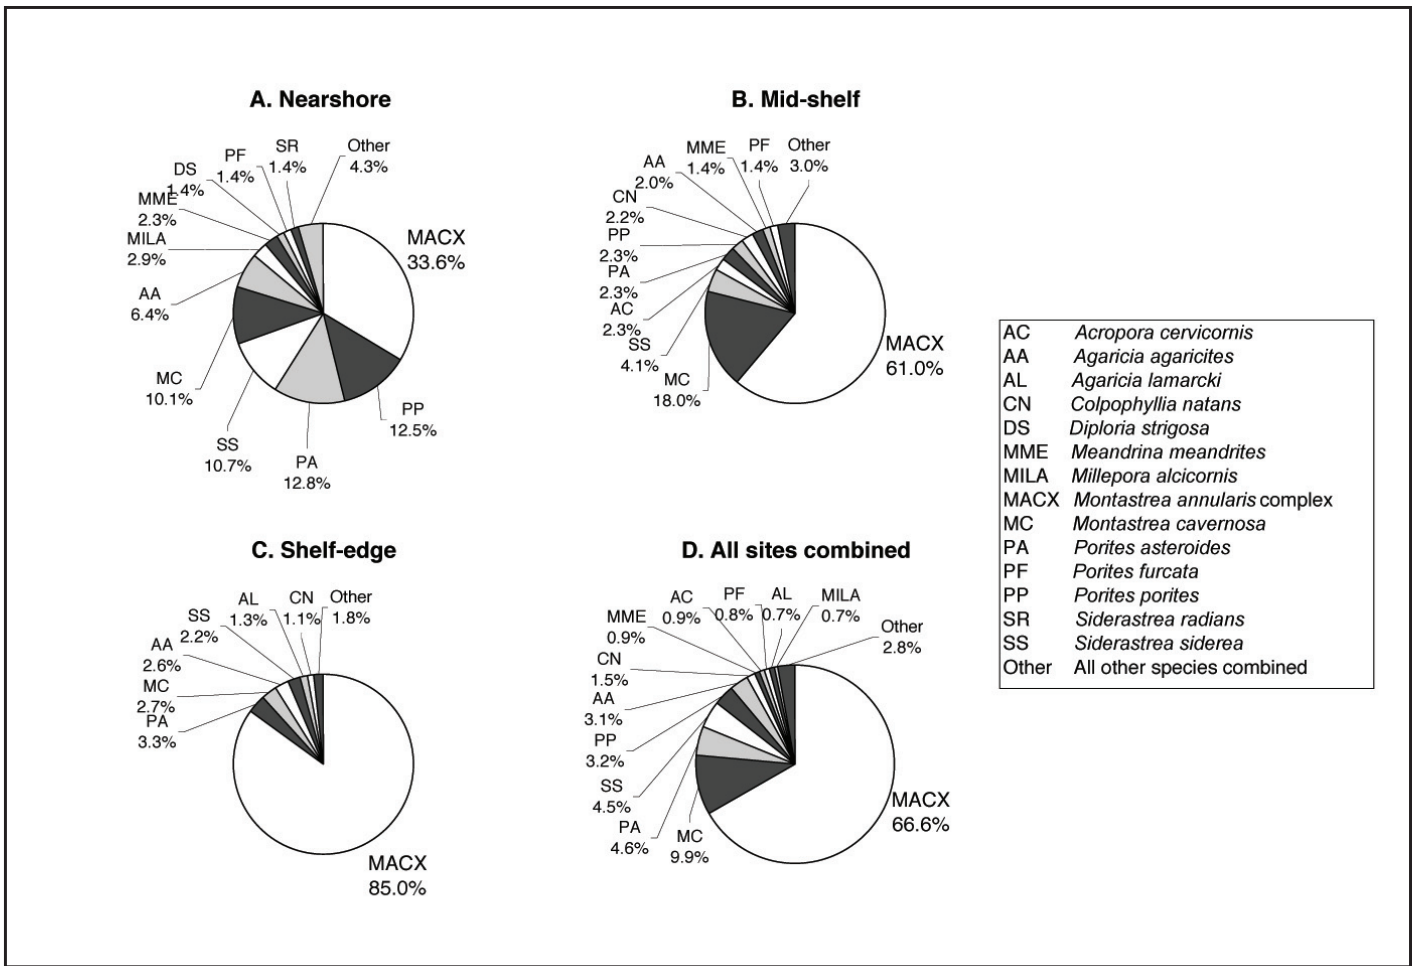 A. Nearshore
SR
1.4%
Other
4.3%
PF
1.4%
DS
1.4%
MME
2.3%
MILA
2.9%
AA
6.4%
MC
10.1%
SS
10.7%
PA
12.8%
PP
12.5%
MACX
33.6%
B. Mid-shelf
MME
1.4%
PF
1.4%
Other
3.0%
AA
2.0%
CN
2.2%
PP
2.3%
PA
2.3%
AC
2.3%
SS
4.1%
MC
18.0%
MACX
61.0%
C. Shelf-edge
AL
1.3%
CN
1.1%
Other
1.8%
SS
2.2%
AA
2.6%
MC
2.7%
PA
3.3%
MACX
85.0%
D. All sites combined
AC
0.9%
PF
0.8%
AL
0.7%
MILA
0.7%
Other
2.8%
MME
0.9%
CN
1.5%
AA
3.1%
PP
3.2%
SS
4.5%
PA
4.6%
MC
9.9%
MACX
66.6%
AC Acropora cervicornis
AA Agaricia agaricites
AL Agaricia lamarcki
CN Colpophyllia natans
DS Diploria strigosa
MME Meandrina meandrites
MILA Millepora alcicornis
MACX Montastrea annularis complex
MC Montastrea cavernosa
PA Porites asteroides
PF Porites furcata
PP Porites porites
SR Siderastrea radians
SS Siderastrea siderea
Other All other species combined